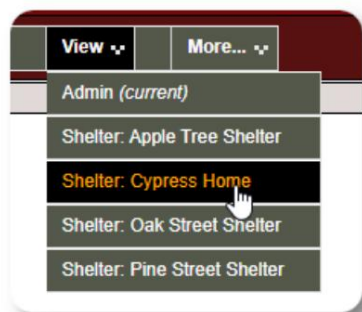 View More...
Admin (current)
Shelter: Apple Tree Shelter
Shelter: Cypress Home
Shelter: Oak Street Shelter
Shelter: Pine Street Shelter